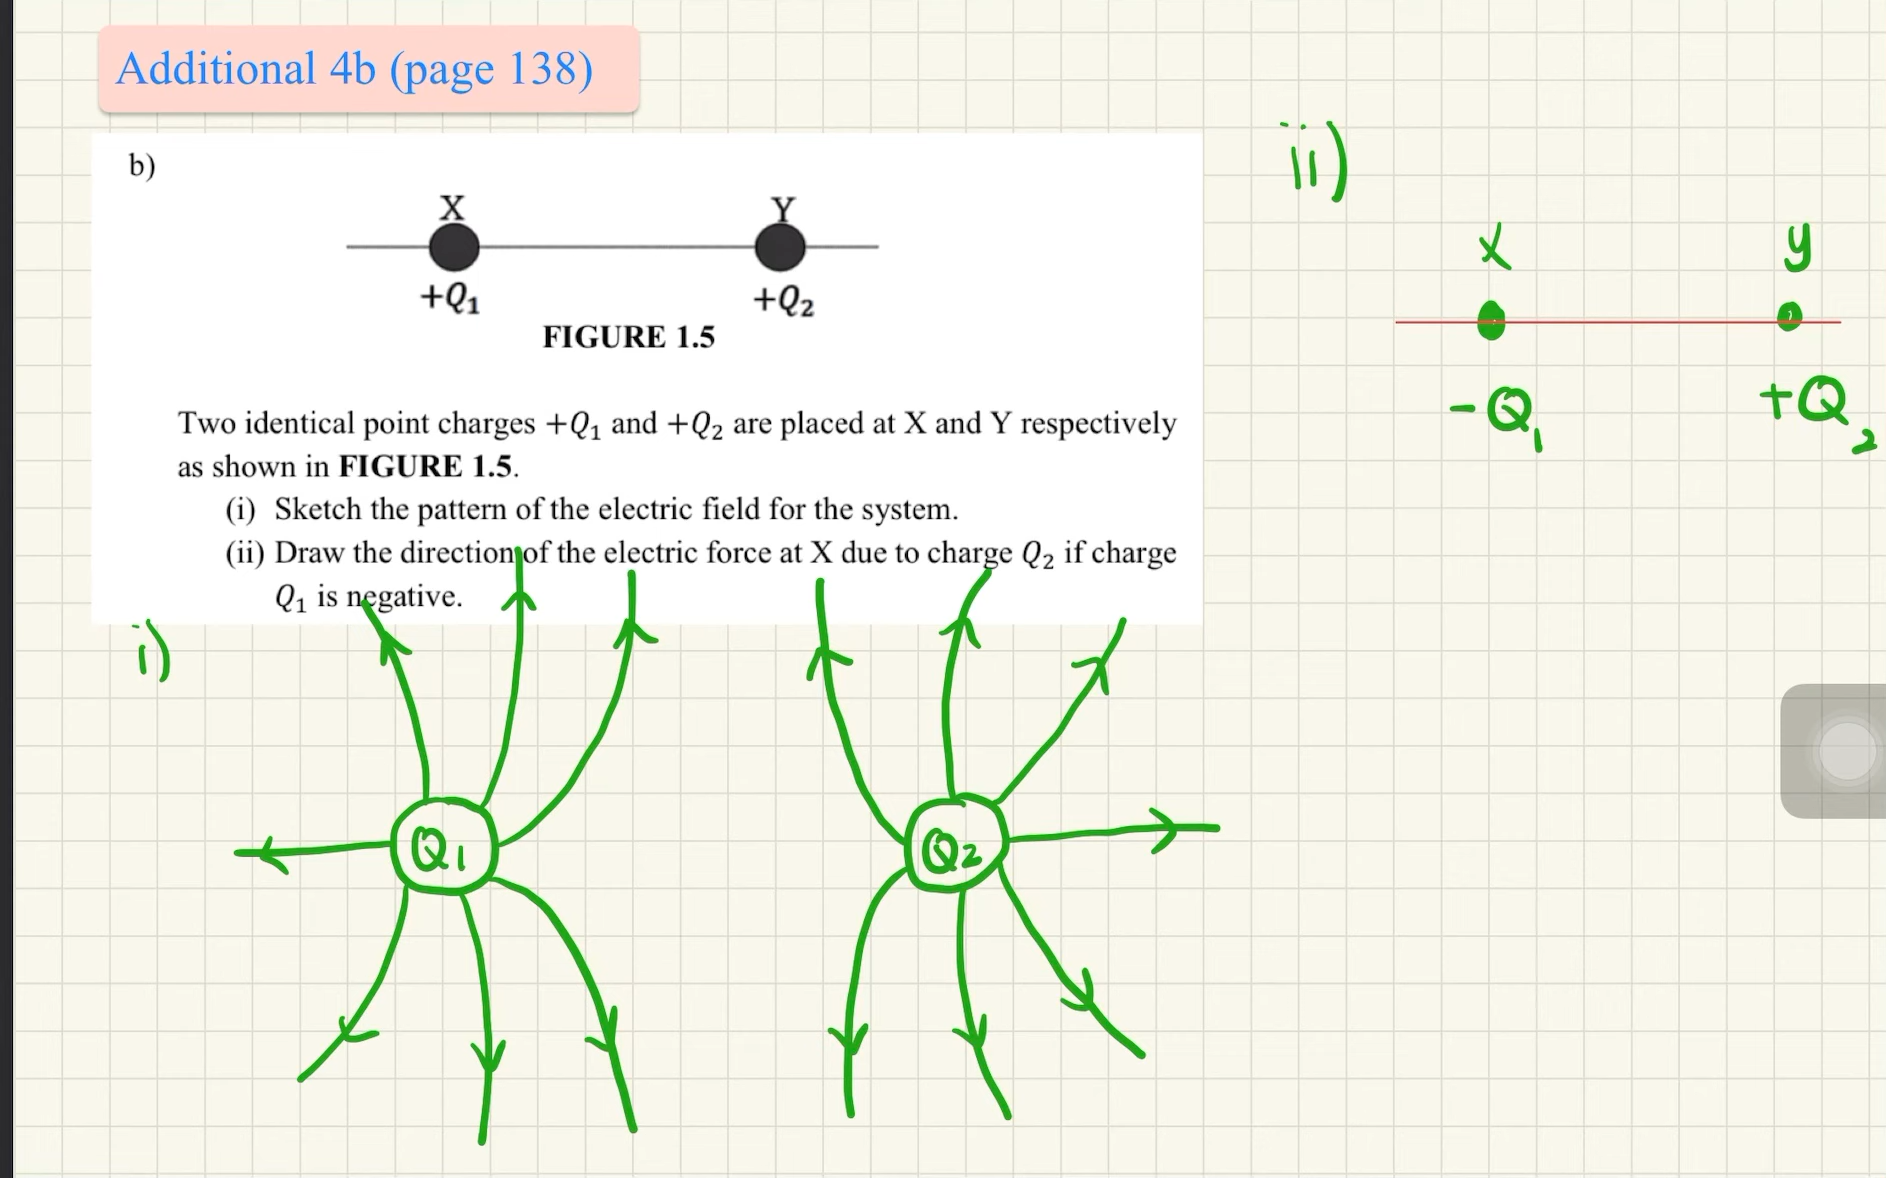 Additional 4b (page 138)
b)
X Y
+Q₁ +Q₂
FIGURE 1.5
Two identical point charges +Q₁ and +Q₂ are placed at X and Y respectively
as shown in FIGURE 1.5.
(i) Sketch the pattern of the electric field for the system.
(ii) Draw the direction of the electric force at X due to charge Q₂ if charge
Q₁ is negative.
i)
Q₁ Q₂
ii)
X y
-Q₁ +Q₂